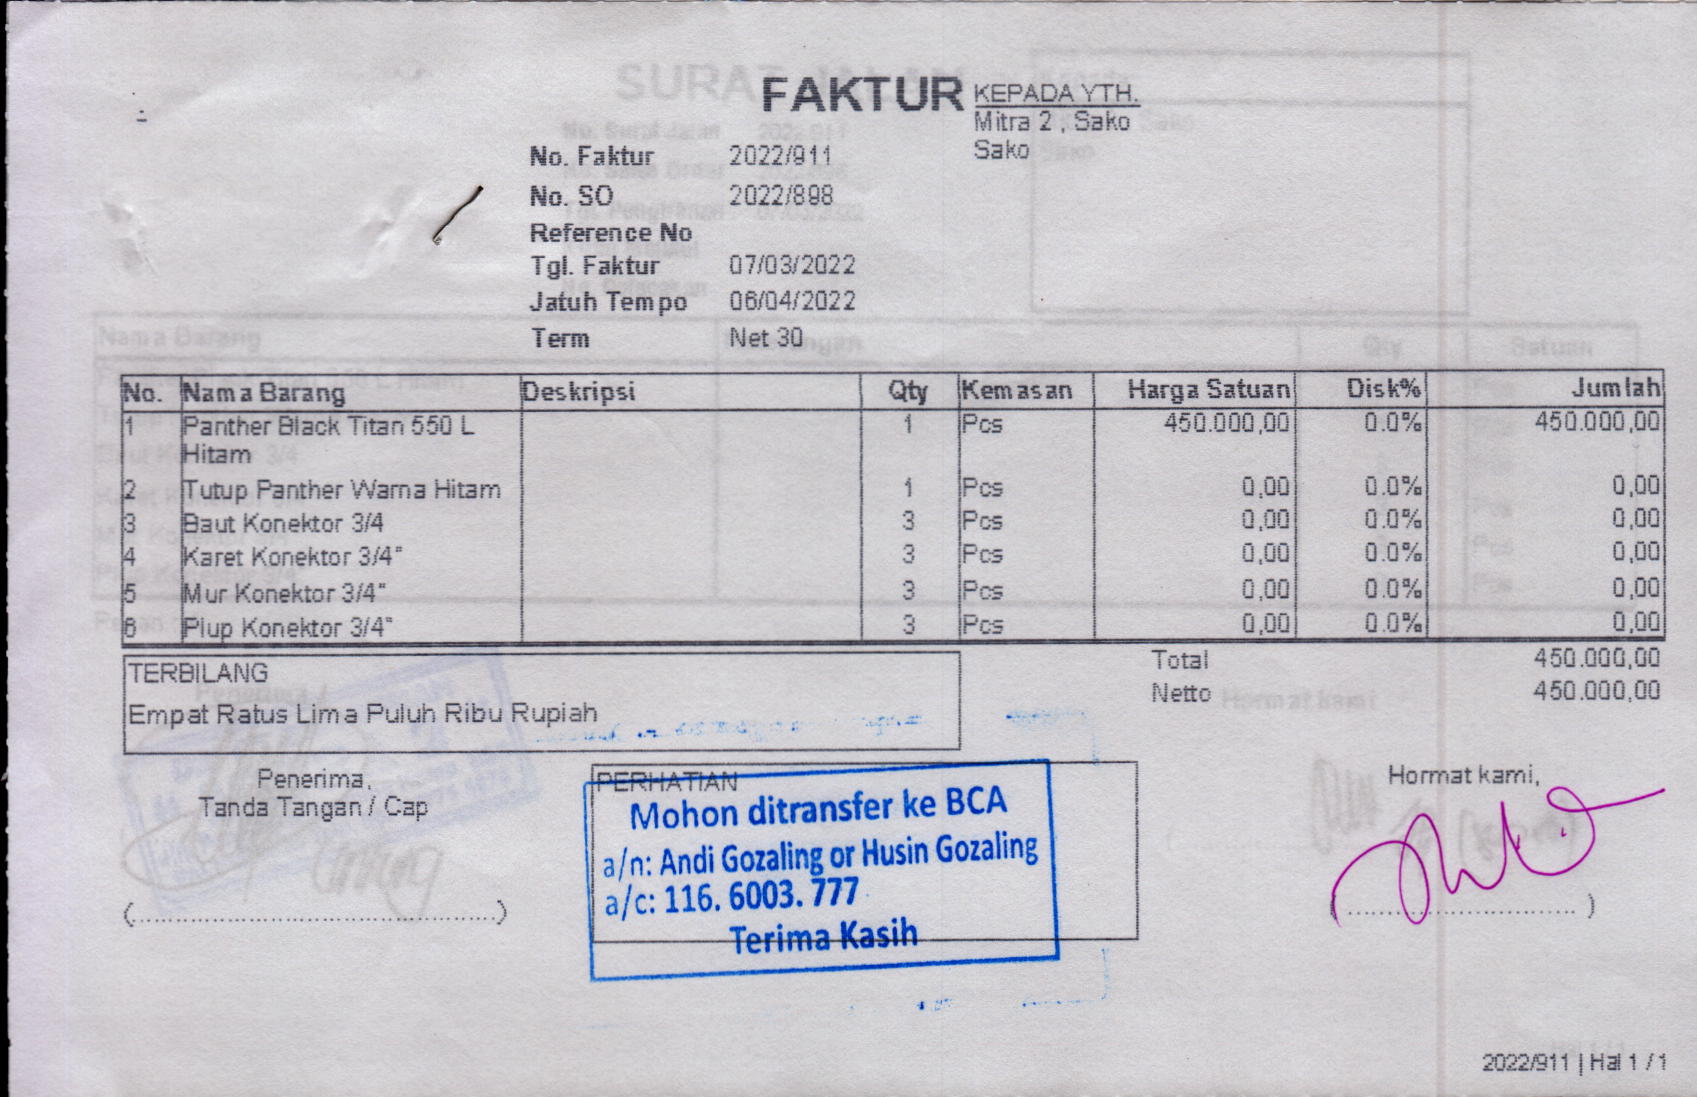 FAKTUR
KEPADA YTH.
Mitra 2 , Sako
Sako
No. Faktur 2022/911
No. SO 2022/898
Reference No
Tgl. Faktur 07/03/2022
Jatuh Tempo 06/04/2022
Term Net 30
No. Nama Barang Deskripsi Qty Kemasan Harga Satuan Disk% Jumlah
1 Panther Black Titan 550 L 1 Pcs 450.000,00 0.0% 450.000,00
Hitam
2 Tutup Panther Warna Hitam 1 Pcs 0,00 0.0% 0,00
3 Baut Konektor 3/4 3 Pcs 0,00 0.0% 0,00
4 Karet Konektor 3/4" 3 Pcs 0,00 0.0% 0,00
5 Mur Konektor 3/4" 3 Pcs 0,00 0.0% 0,00
6 Plup Konektor 3/4" 3 Pcs 0,00 0.0% 0,00
TERBILANG
Empat Ratus Lima Puluh Ribu Rupiah
Total 450.000,00
Netto 450.000,00
Penerima,
Tanda Tangan / Cap
(................................................)
PERHATIAN
Mohon ditransfer ke BCA
a/n: Andi Gozaling or Husin Gozaling
a/c: 116. 6003. 777
Terima Kasih
Hormat kami,
( .............................. )
2022/911 | Hal 1 / 1